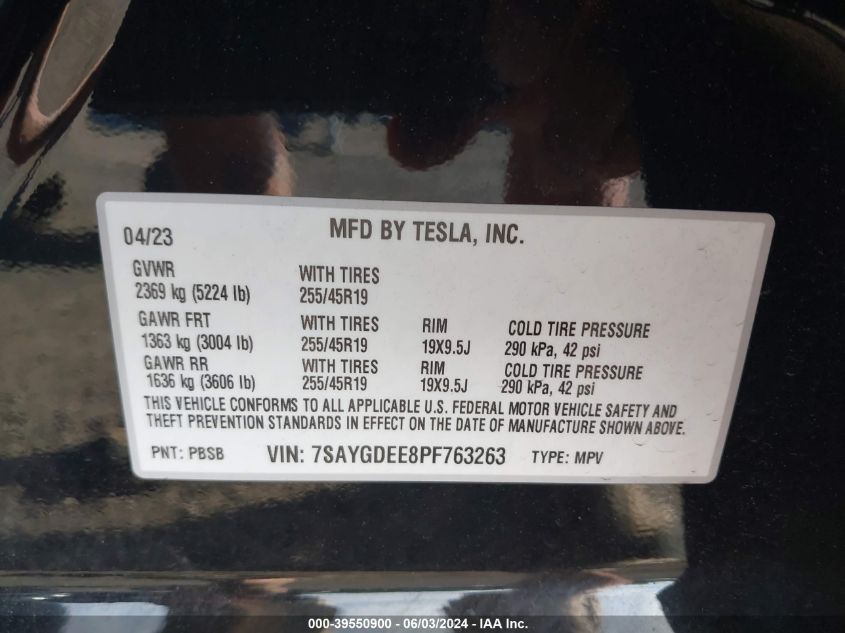 04/23 MFD BY TESLA, INC.
GVWR WITH TIRES
2369 kg (5224 lb) 255/45R19
GAWR FRT WITH TIRES RIM COLD TIRE PRESSURE
1363 kg (3004 lb) 255/45R19 19X9.5J 290 kPa, 42 psi
GAWR RR WITH TIRES RIM COLD TIRE PRESSURE
1636 kg (3606 lb) 255/45R19 19X9.5J 290 kPa, 42 psi
THIS VEHICLE CONFORMS TO ALL APPLICABLE U.S. FEDERAL MOTOR VEHICLE SAFETY AND
THEFT PREVENTION STANDARDS IN EFFECT ON THE DATE OF MANUFACTURE SHOWN ABOVE.
PNT: PBSB VIN: 7SAYGDEE8PF763263 TYPE: MPV
000-39550900 - 06/03/2024 - IAA Inc.